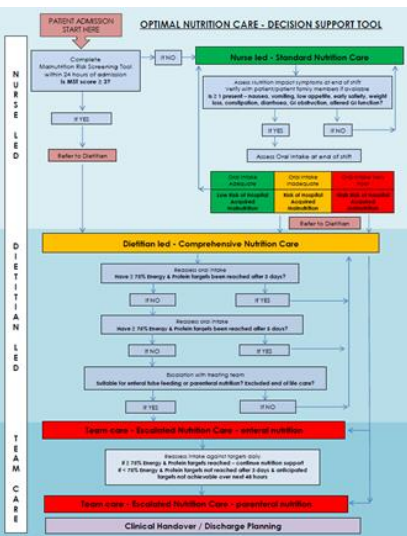 PATIENT ADMISSION
START HERE
OPTIMAL NUTRITION CARE - DECISION SUPPORT TOOL
NURSE LED
Complete
Malnutrition Risk Screening Tool
within 24 hours of admission
Is MST score ≥ 2?
IF NO
Nurse led - Standard Nutrition Care
Assess Nutrition impact symptoms at end of shift
Verify with patient/patient family members if available
Is ≥ 1 present - nausea, vomiting, low appetite, early satiety, weight
loss, constipation, diarrhoea, GI obstruction, altered GI function?
IF YES
IF YES
IF NO
Refer to Dietitian
Assess Oral Intake at end of shift
Oral Intake
Adequate
Low Risk of Hospital
Acquired
Malnutrition
Oral Intake
Inadequate
Risk of Hospital
Acquired
Malnutrition
Risk of Hospital
Acquired
Malnutrition
Refer to Dietitian
DIETITIAN LED
Dietitian led - Comprehensive Nutrition Care
Reassess oral intake
Have ≥ 75% Energy & Protein targets been reached after 3 days?
IF NO
IF YES
Reassess oral intake
Have ≥ 75% Energy & Protein targets been reached after 5 days?
IF NO
IF YES
Escalation with treating team
Suitable for enteral tube feeding or parenteral nutrition? Excluded end of life care?
IF YES
IF NO
TEAM CARE
Team care - Escalated Nutrition Care - enteral nutrition
Reassess intake against targets daily
If ≥ 75% Energy & Protein targets reached - continue nutrition support
If < 75% Energy & Protein targets not reached after 3 days & anticipated
targets not achievable over next 48 hours
Team care - Escalated Nutrition Care - parenteral nutrition
Clinical Handover / Discharge Planning